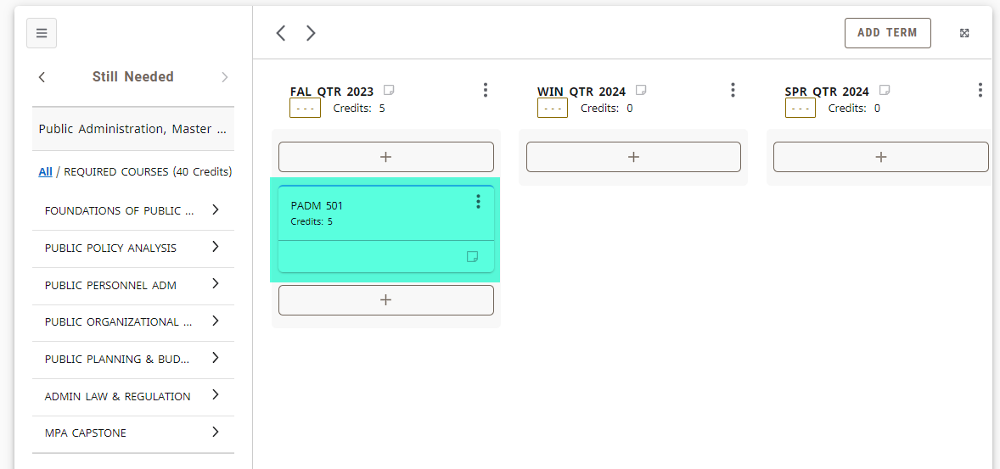 ADD TERM
Still Needed
Public Administration, Master ...
All / REQUIRED COURSES (40 Credits)
FOUNDATIONS OF PUBLIC ...
PUBLIC POLICY ANALYSIS
PUBLIC PERSONNEL ADM
PUBLIC ORGANIZATIONAL ...
PUBLIC PLANNING & BUD...
ADMIN LAW & REGULATION
MPA CAPSTONE
FAL QTR 2023
--- Credits: 5
+
PADM 501
Credits: 5
+
WIN QTR 2024
--- Credits: 0
+
SPR QTR 2024
--- Credits: 0
+